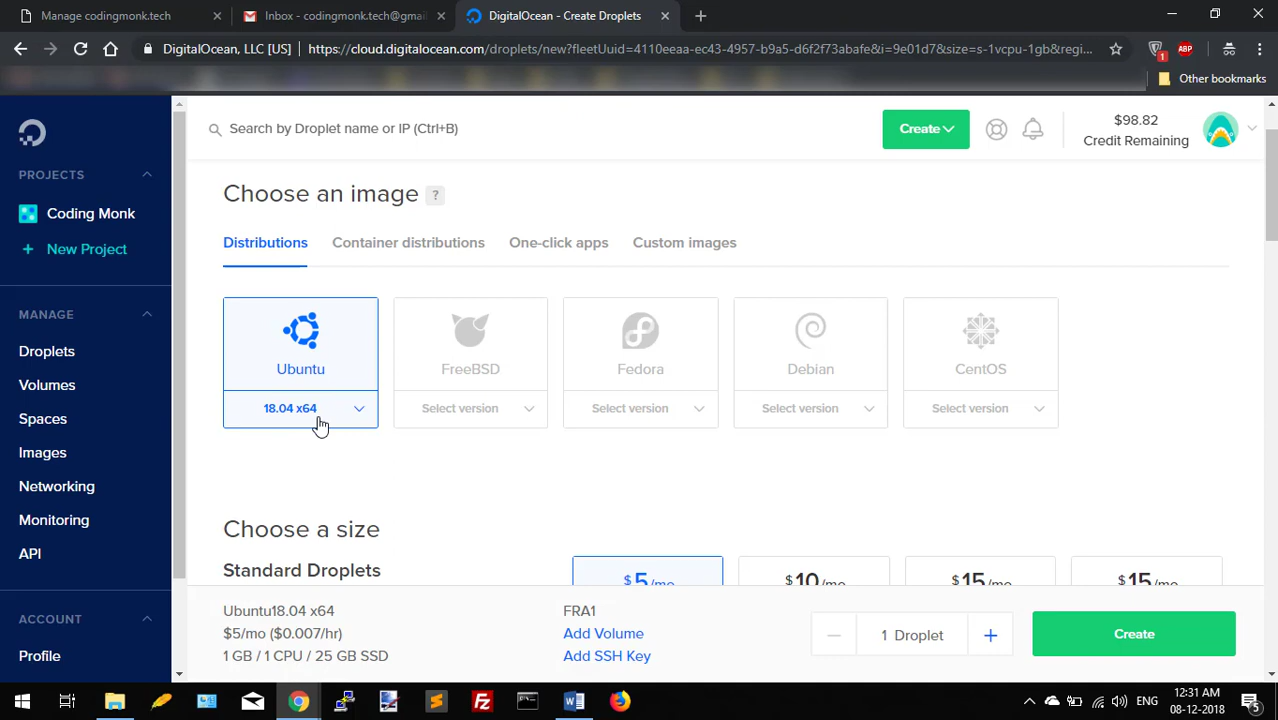 Manage codingmonk.tech
Inbox - codingmonk.tech@gmai
DigitalOcean - Create Droplets
DigitalOcean, LLC [US]
https://cloud.digitalocean.com/droplets/new?fleetUuid=4110eeaa-ec43-4957-b9a5-d6f2f73abafe&i=9e01d7&size=s-1vcpu-1gb&regi...
1
ABP
Other bookmarks
Search by Droplet name or IP (Ctrl+B)
Create
$98.82
Credit Remaining
PROJECTS
Coding Monk
+ New Project
MANAGE
Droplets
Volumes
Spaces
Images
Networking
Monitoring
API
ACCOUNT
Profile
Choose an image ?
Distributions
Container distributions
One-click apps
Custom images
Ubuntu
18.04 x64
FreeBSD
Select version
Fedora
Select version
Debian
Select version
CentOS
Select version
Choose a size
Standard Droplets
$5/mo
$10/mo
$15/mo
$15/mo
Ubuntu18.04 x64
$5/mo ($0.007/hr)
1 GB / 1 CPU / 25 GB SSD
FRA1
Add Volume
Add SSH Key
1 Droplet
Create
ENG
12:31 AM
08-12-2018
5